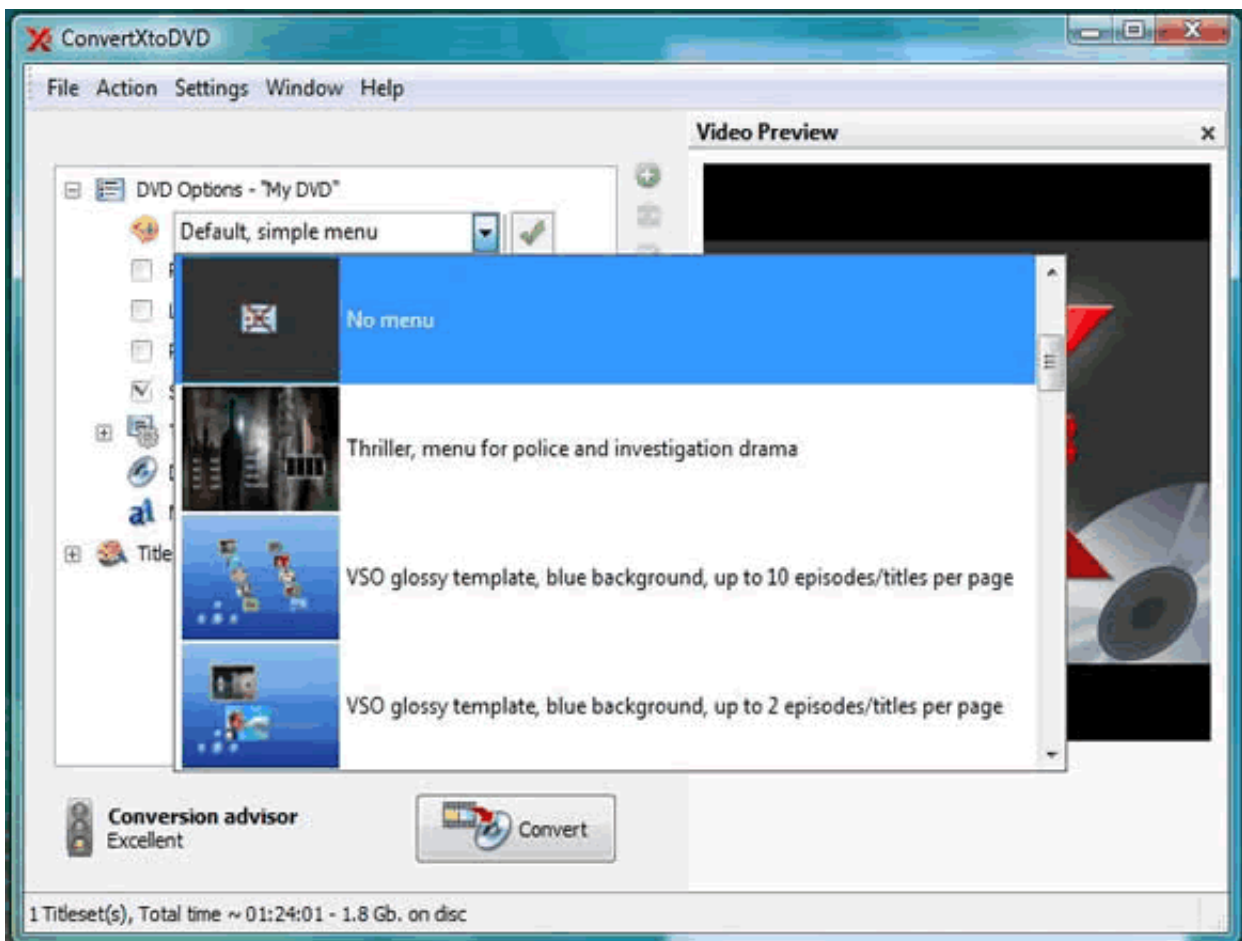 ConvertXtoDVD
File Action Settings Window Help
Video Preview
DVD Options - "My DVD"
Default, simple menu
No menu
Thriller, menu for police and investigation drama
VSO glossy template, blue background, up to 10 episodes/titles per page
VSO glossy template, blue background, up to 2 episodes/titles per page
Title
Conversion advisor
Excellent
Convert
1 Titleset(s), Total time ~ 01:24:01 - 1.8 Gb. on disc